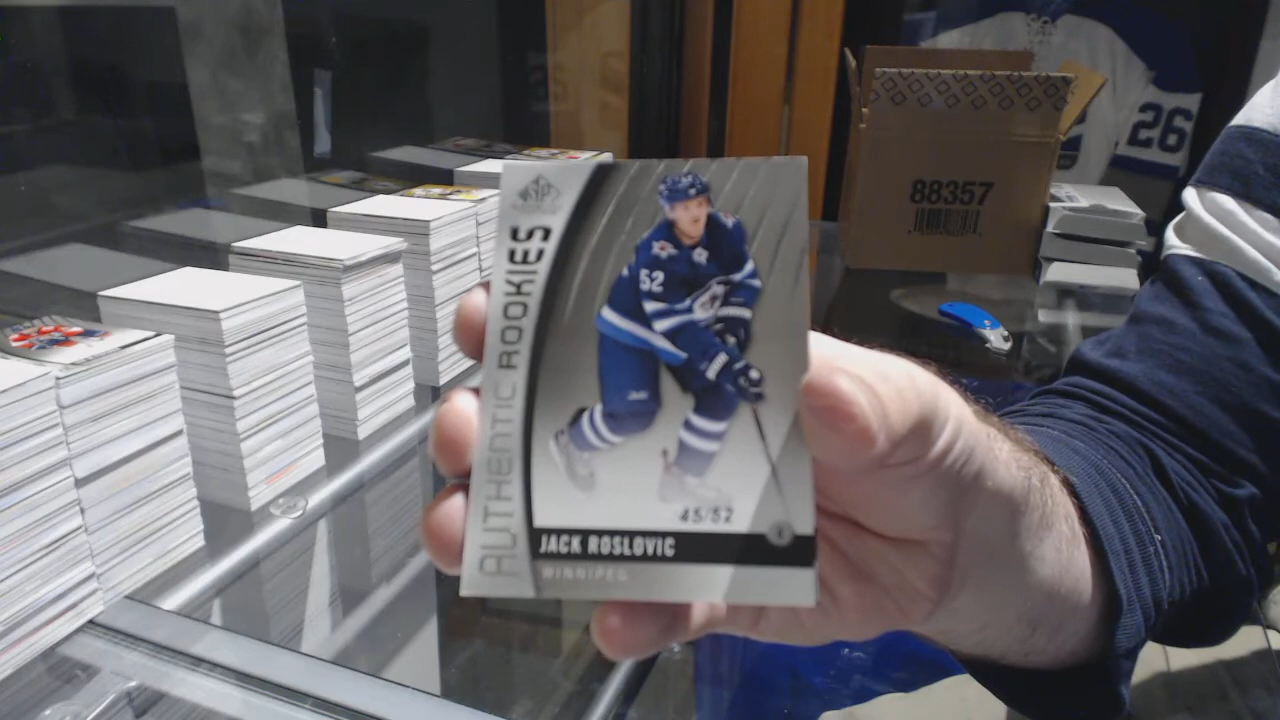 SP
AUTHENTIC ROOKIES
52
45/52
JACK ROSLOVIC
WINNIPEG
88357
26